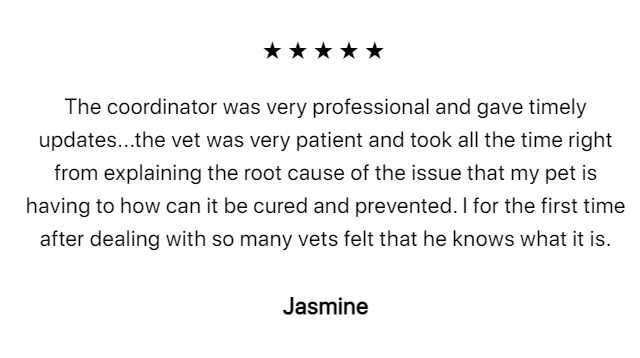 ★★★★★
The coordinator was very professional and gave timely
updates...the vet was very patient and took all the time right
from explaining the root cause of the issue that my pet is
having to how can it be cured and prevented. I for the first time
after dealing with so many vets felt that he knows what it is.
Jasmine